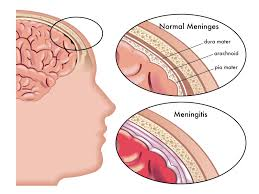 Normal Meninges
dura mater
arachnoid
pia mater
Meningitis